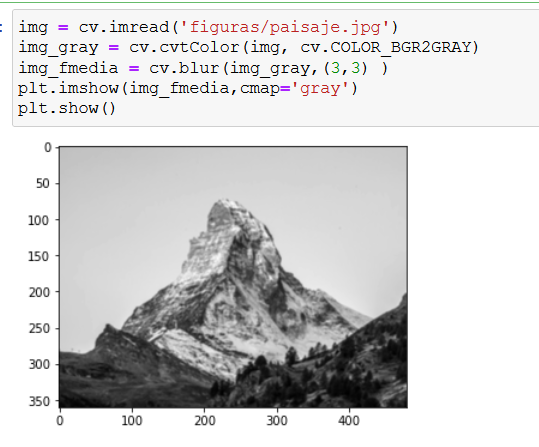 img = cv.imread('figuras/paisaje.jpg')
img_gray = cv.cvtColor(img, cv.COLOR_BGR2GRAY)
img_fmedia = cv.blur(img_gray,(3,3) )
plt.imshow(img_fmedia,cmap='gray')
plt.show()
0
50
100
150
200
250
300
350
0 100 200 300 400